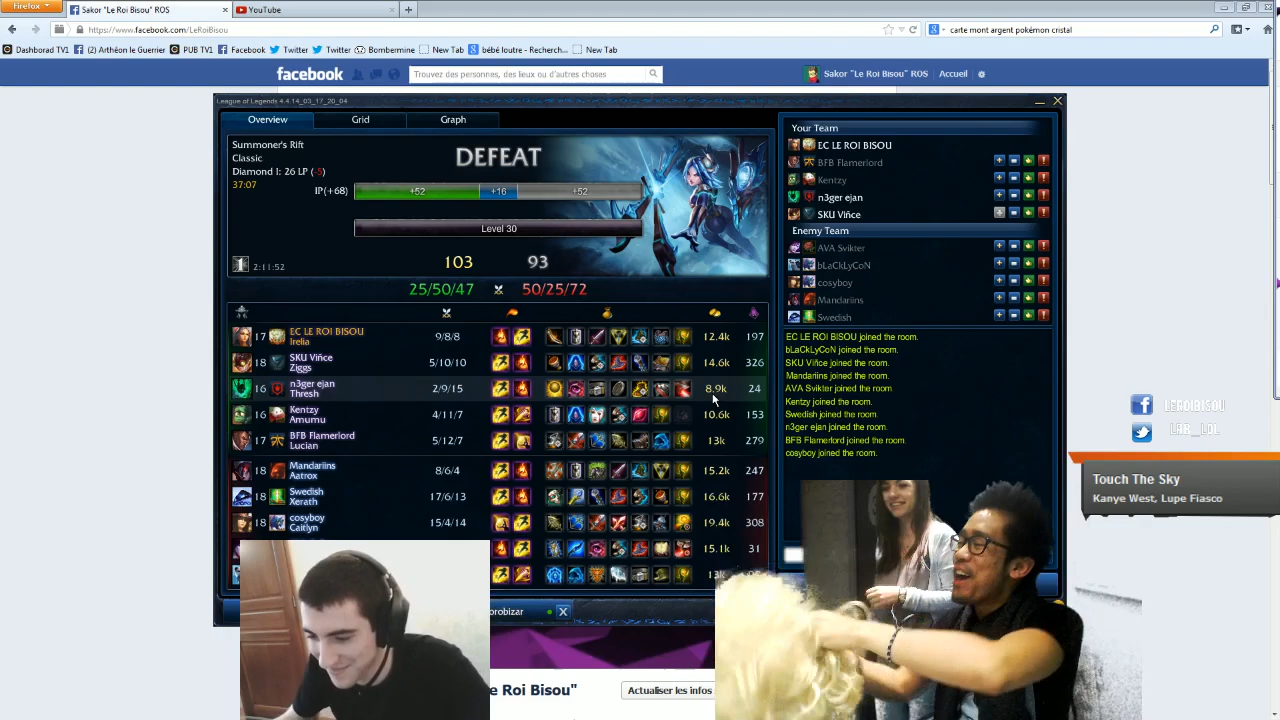 Firefox
Sakor "Le Roi Bisou" ROS
YouTube
https://www.facebook.com/LeRoiBisou
carte mont argent pokémon cristal
Dashborad TV1
(2) Arthéon le Guerrier
PUB TV1
Facebook
Twitter
Twitter
Bombermine
New Tab
bébé loutre - Recherch...
New Tab
facebook
Trouvez des personnes, des lieux ou d'autres choses
Sakor "Le Roi Bisou" ROS
Accueil
League of Legends 4.4.14_03_17_20_04
Overview
Grid
Graph
Summoner's Rift
Classic
Diamond I: 26 LP (-5)
37:07
DEFEAT
IP(+68)
+52
+16
+52
Level 30
2:11:52
103
93
25/50/47
50/25/72
17 EC LE ROI BISOU Irelia 9/8/8 12.4k 197
18 SKU Viñce Ziggs 5/10/10 14.6k 326
16 n3ger ejan Thresh 2/9/15 8.9k 24
16 Kentzy Amumu 4/11/7 10.6k 153
17 BFB Flamerlord Lucian 5/12/7 13k 279
18 Mandariins Aatrox 8/6/4 15.2k 247
18 Swedish Xerath 17/6/13 16.6k 177
18 cosyboy Caitlyn 15/4/14 19.4k 308
15.1k 31
13k
Your Team
EC LE ROI BISOU
BFB Flamerlord
Kentzy
n3ger ejan
SKU Viñce
Enemy Team
AVA Svikter
bLaCkLyCoN
cosyboy
Mandariins
Swedish
EC LE ROI BISOU joined the room.
bLaCkLyCoN joined the room.
SKU Viñce joined the room.
Mandariins joined the room.
AVA Svikter joined the room.
Kentzy joined the room.
Swedish joined the room.
n3ger ejan joined the room.
BFB Flamerlord joined the room.
cosyboy joined the room.
LEROIBISOU
LRB_LOL
Touch The Sky
Kanye West, Lupe Fiasco
orobizar
e Roi Bisou"
Actualiser les infos